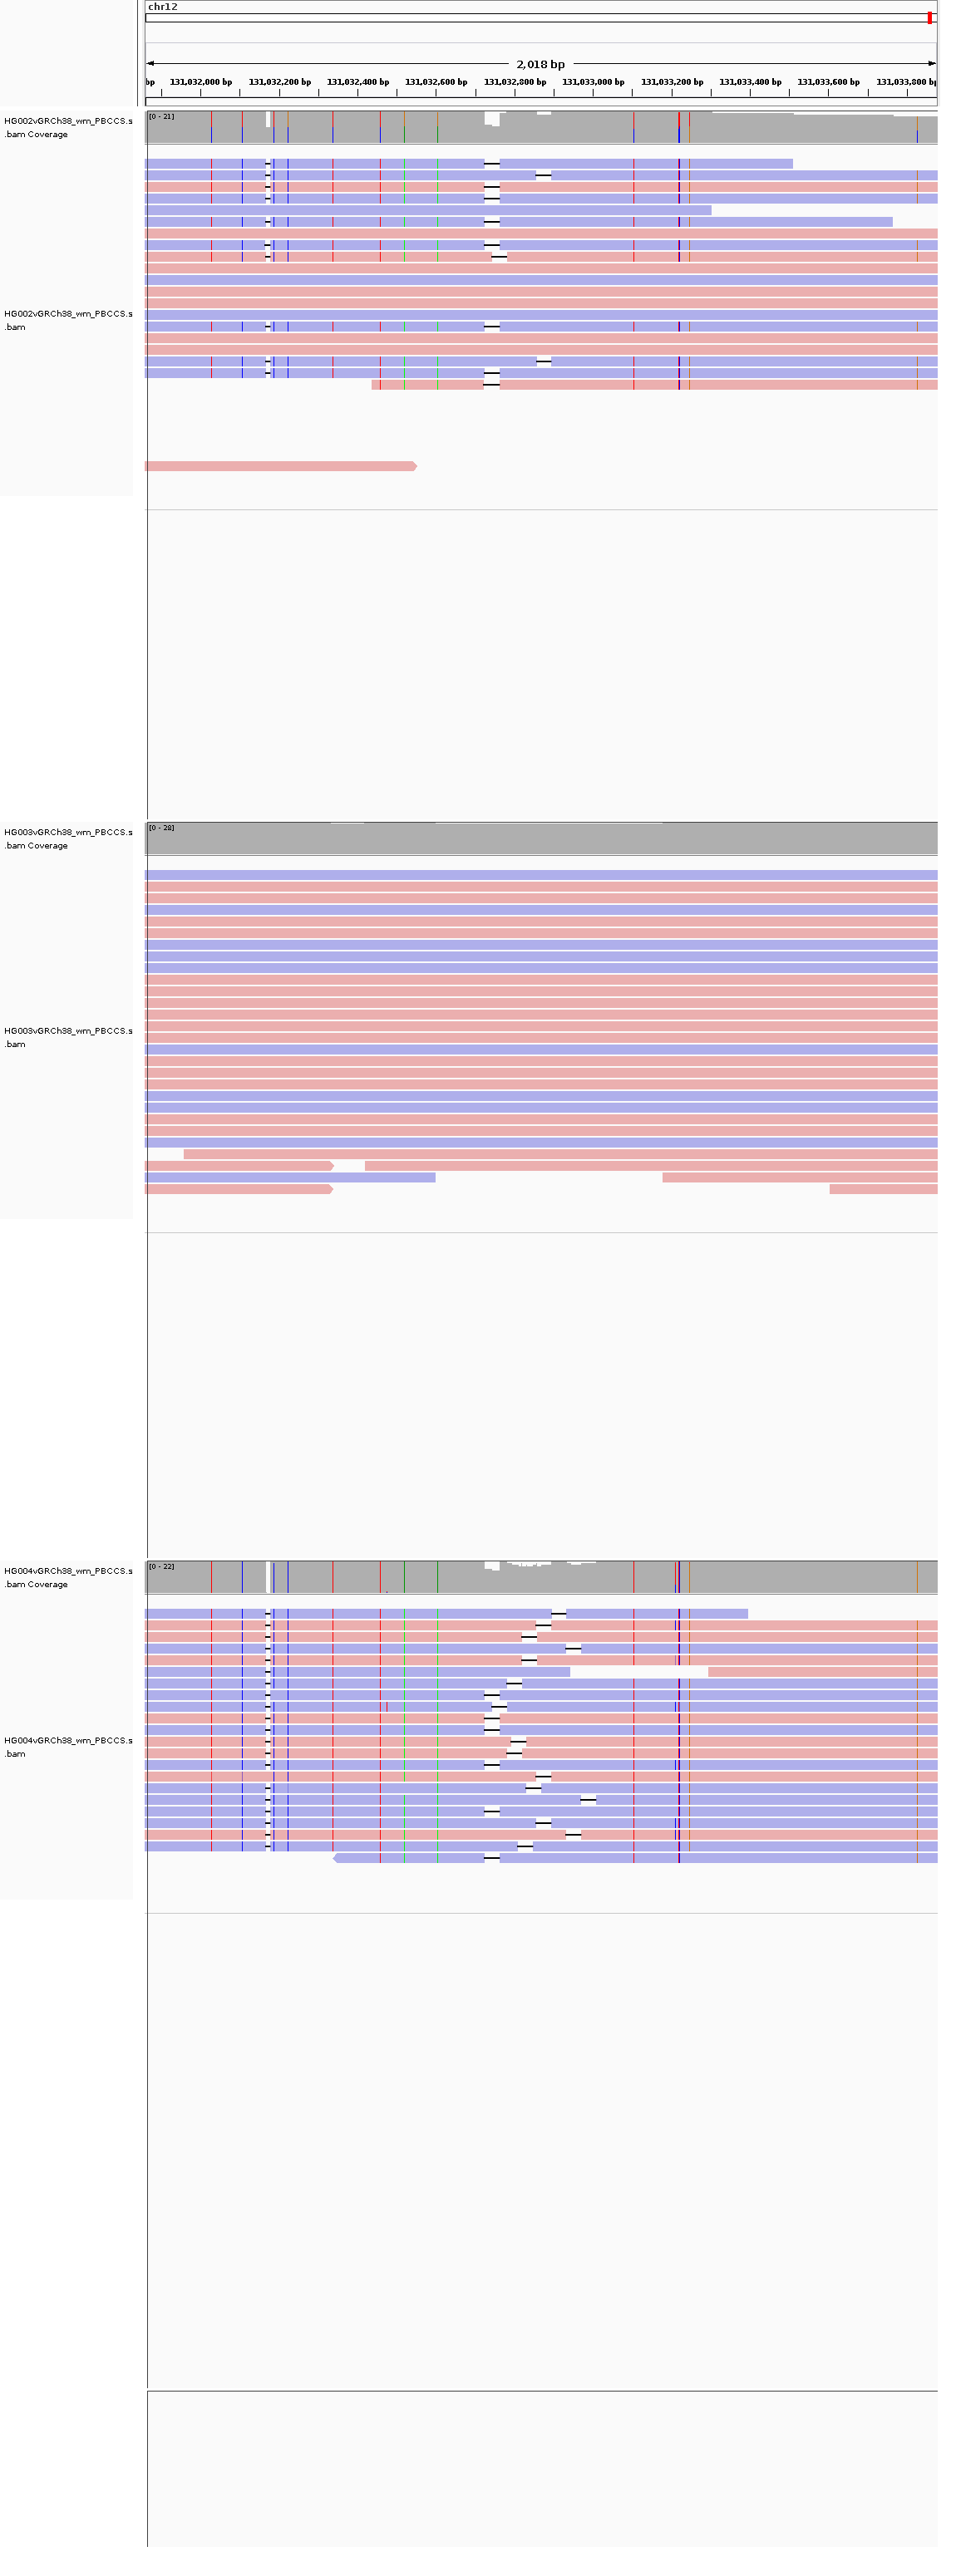 chr12
2,018 bp
bp 131,032,000 bp 131,032,200 bp 131,032,400 bp 131,032,600 bp 131,032,800 bp 131,033,000 bp 131,033,200 bp 131,033,400 bp 131,033,600 bp 131,033,800 bp
HG002vGRCh38_wm_PBCCS.s
.bam Coverage
[0 - 21]
HG002vGRCh38_wm_PBCCS.s
.bam
HG003vGRCh38_wm_PBCCS.s
.bam Coverage
[0 - 28]
HG003vGRCh38_wm_PBCCS.s
.bam
HG004vGRCh38_wm_PBCCS.s
.bam Coverage
[0 - 22]
HG004vGRCh38_wm_PBCCS.s
.bam